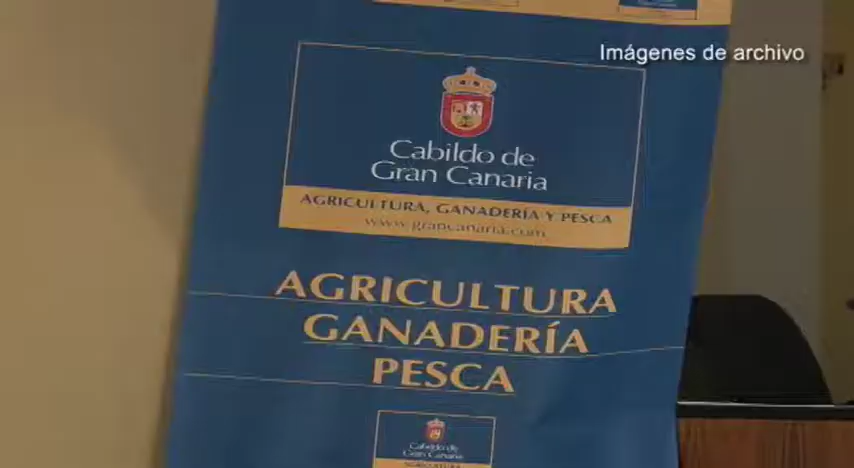 Imágenes de archivo
Cabildo de
Gran Canaria
AGRICULTURA, GANADERÍA Y PESCA
www.grancanaria.com
AGRICULTURA
GANADERÍA
PESCA
Cabildo de
Gran Canaria